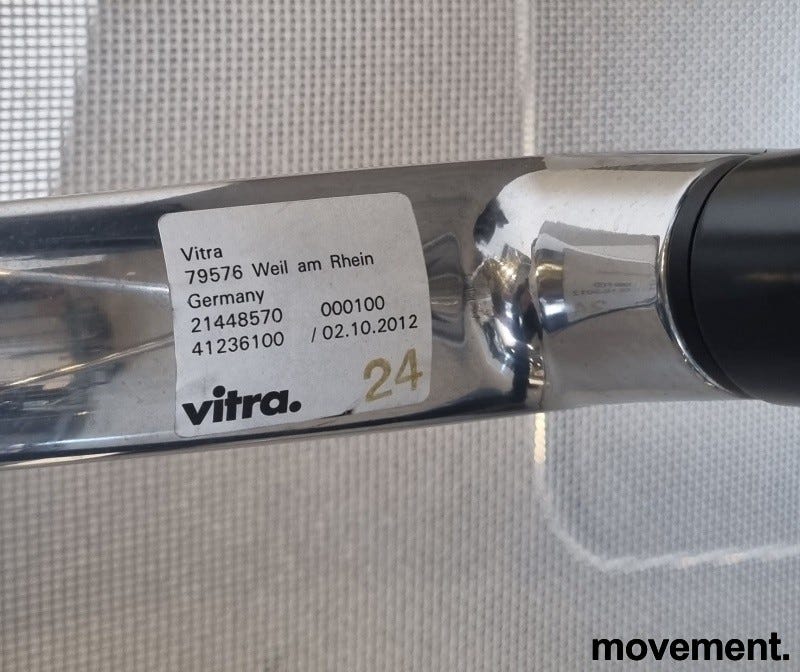 Vitra
79576 Weil am Rhein
Germany
21448570 000100
41236100 / 02.10.2012
24
vitra.
movement.